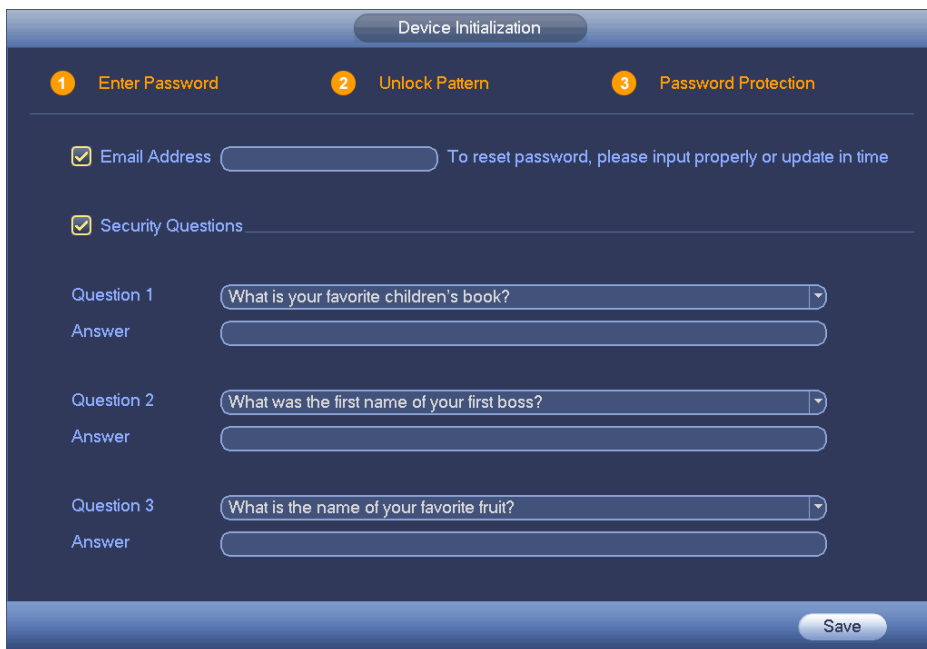 Device Initialization
1 Enter Password 2 Unlock Pattern 3 Password Protection
Email Address To reset password, please input properly or update in time
Security Questions
Question 1 What is your favorite children's book?
Answer
Question 2 What was the first name of your first boss?
Answer
Question 3 What is the name of your favorite fruit?
Answer
Save